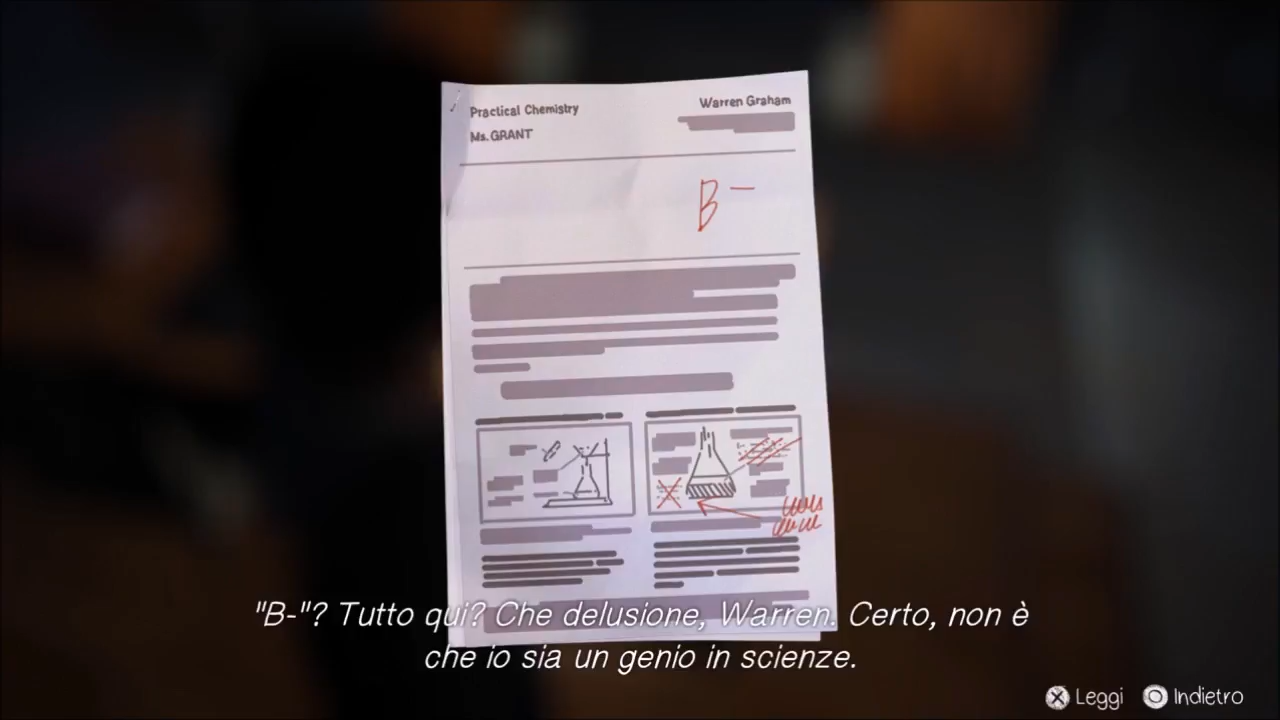 Practical Chemistry
Warren Graham
Ms. GRANT
B-
"B-"? Tutto qui? Che delusione, Warren. Certo, non è
che io sia un genio in scienze.
Leggi
Indietro